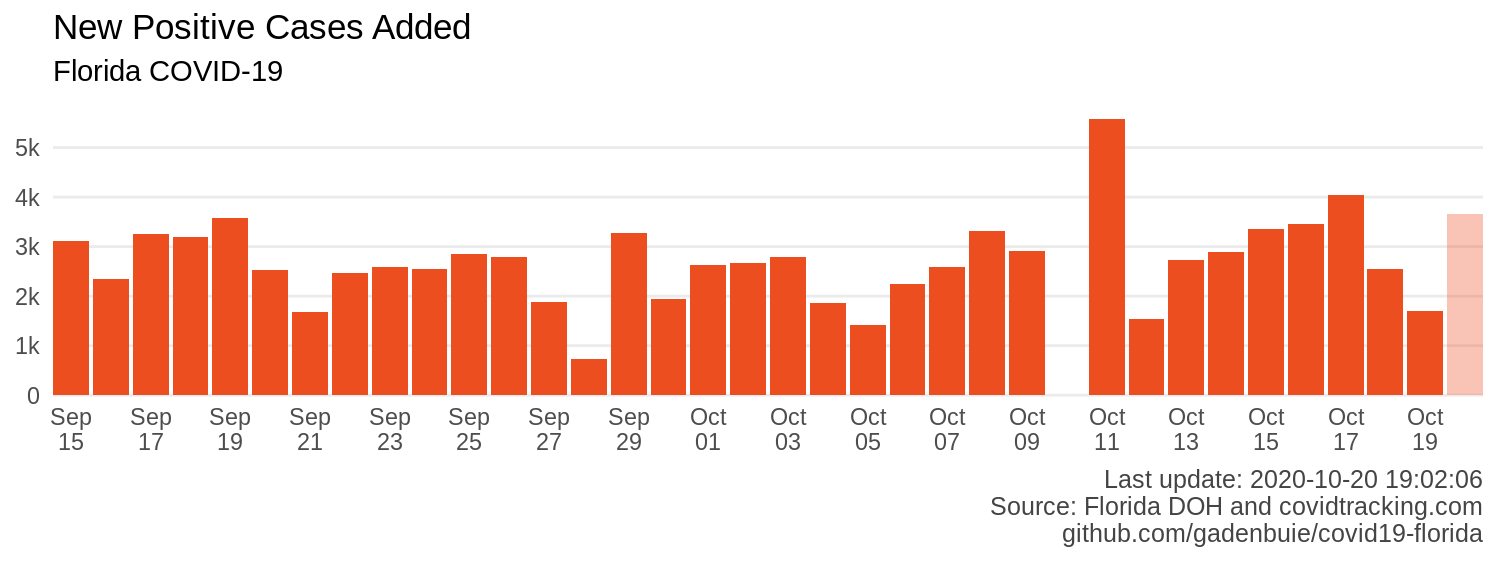 New Positive Cases Added
Florida COVID-19
5k
4k
3k
2k
1k
0
Sep Sep Sep Sep Sep Sep Sep Sep Oct Oct Oct Oct Oct Oct Oct Oct Oct Oct
15 17 19 21 23 25 27 29 01 03 05 07 09 11 13 15 17 19
Last update: 2020-10-20 19:02:06
Source: Florida DOH and covidtracking.com
github.com/gadenbuie/covid19-florida